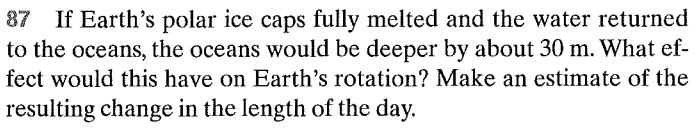 87 If Earth's polar ice caps fully melted and the water returned
to the oceans, the oceans would be deeper by about 30 m. What ef-
fect would this have on Earth's rotation? Make an estimate of the
resulting change in the length of the day.